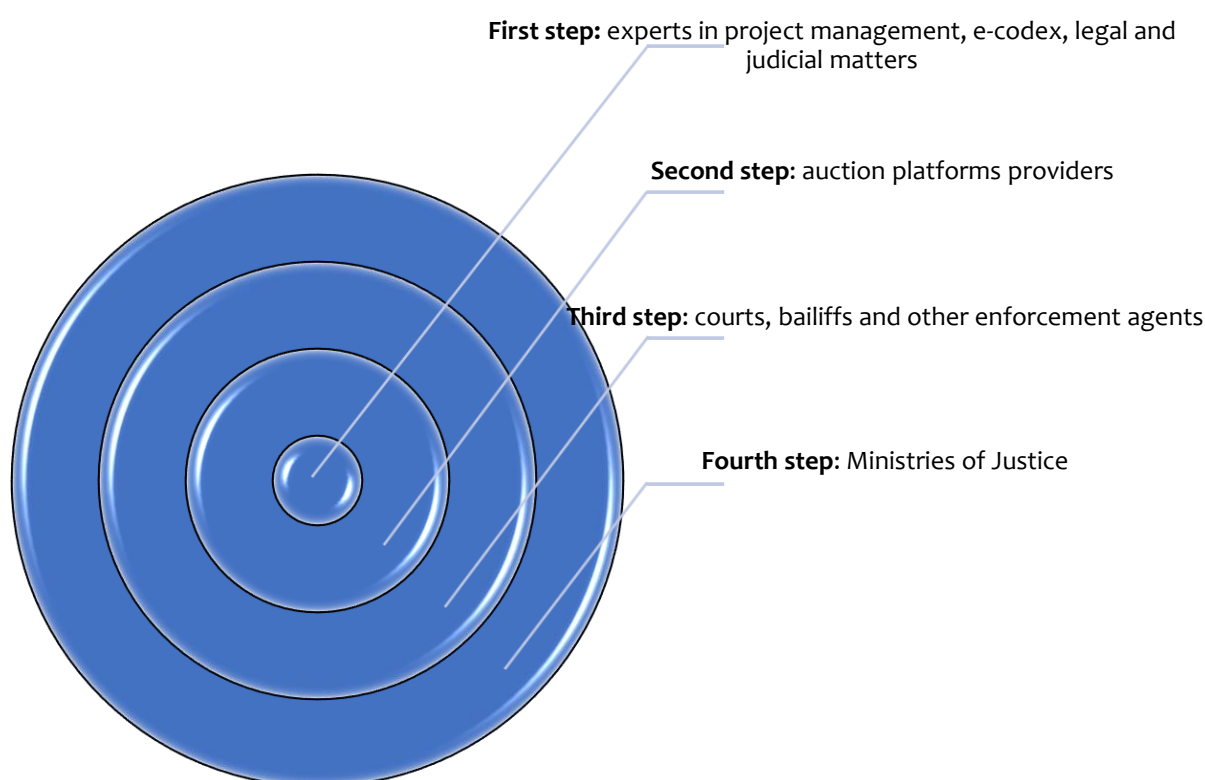 First step: experts in project management, e-codex, legal and
judicial matters
Second step: auction platforms providers
Third step: courts, bailiffs and other enforcement agents
Fourth step: Ministries of Justice